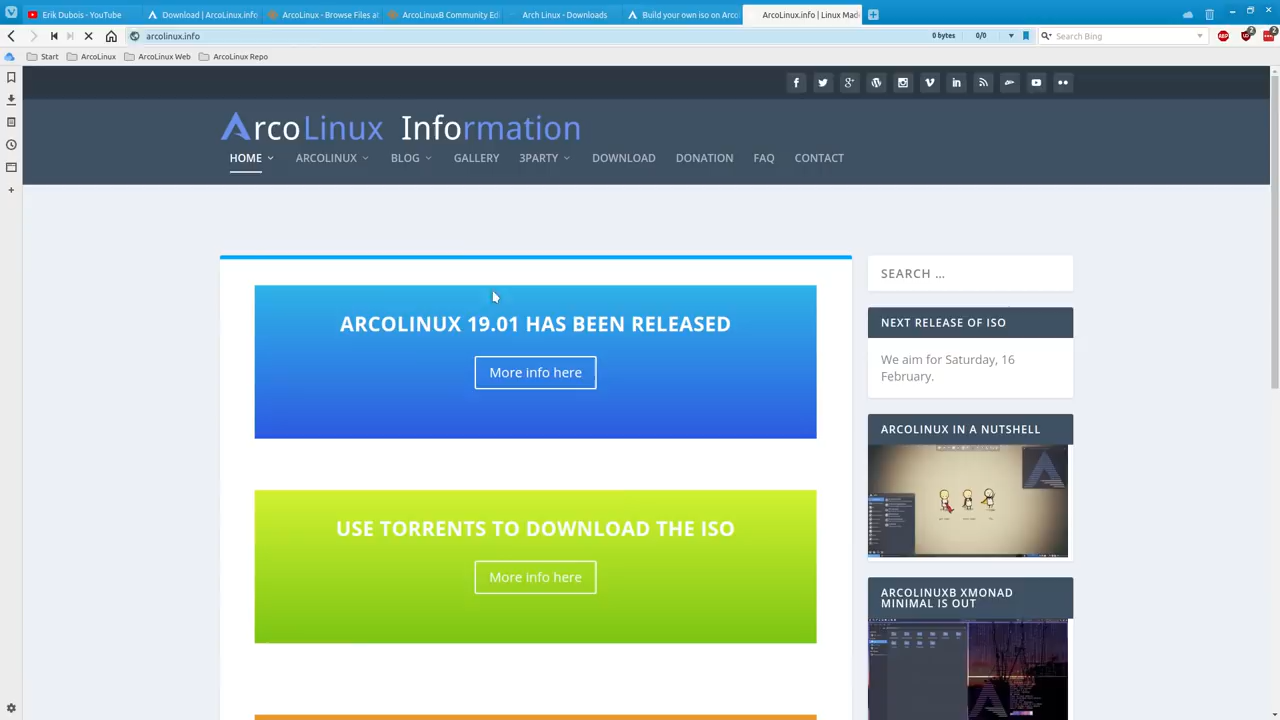 Erik Dubois - YouTube
Download | ArcoLinux.info
ArcoLinux - Browse Files at
ArcoLinuxB Community Edi
Arch Linux - Downloads
Build your own iso on Arco
ArcoLinux.info | Linux Mad
arcolinux.info
0 bytes
0/0
Search Bing
ABP
2
2
Start
ArcoLinux
ArcoLinux Web
ArcoLinux Repo
ArcoLinux Information
HOME
ARCOLINUX
BLOG
GALLERY
3PARTY
DOWNLOAD
DONATION
FAQ
CONTACT
ARCOLINUX 19.01 HAS BEEN RELEASED
More info here
USE TORRENTS TO DOWNLOAD THE ISO
More info here
SEARCH …
NEXT RELEASE OF ISO
We aim for Saturday, 16
February.
ARCOLINUX IN A NUTSHELL
ARCOLINUXB XMONAD
MINIMAL IS OUT